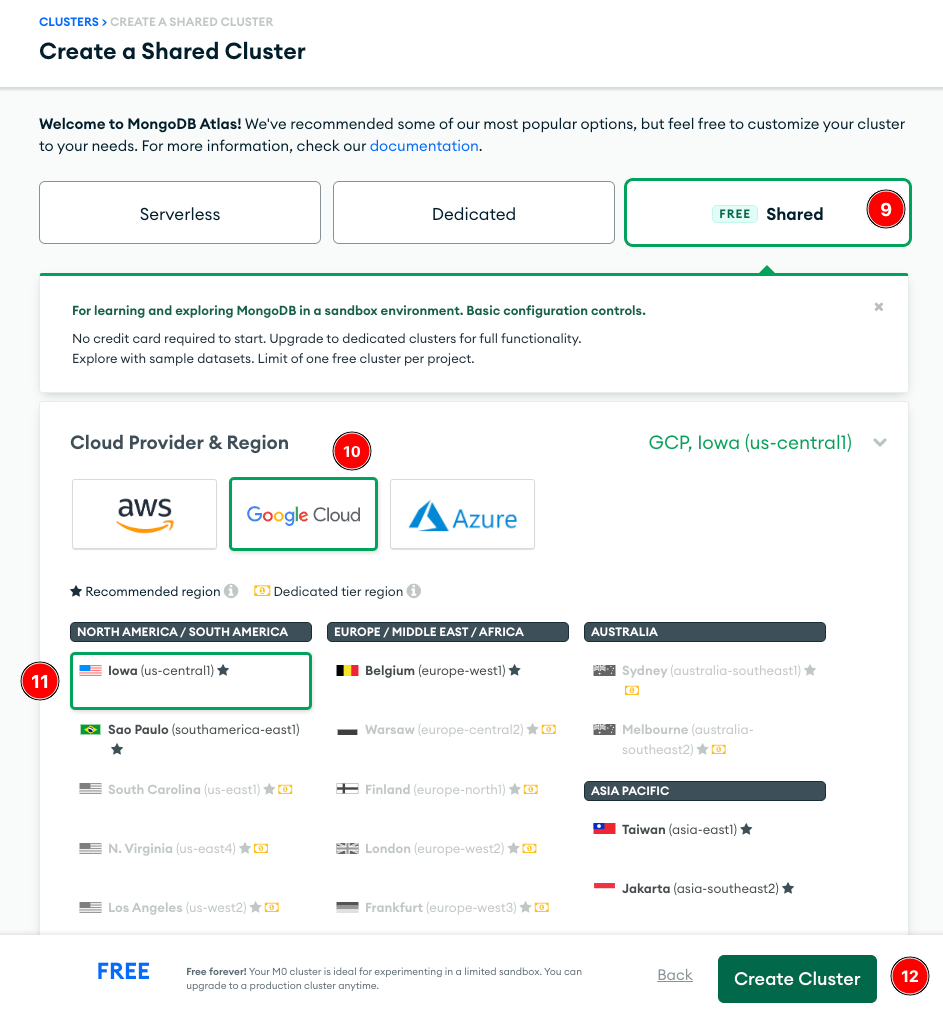 CLUSTERS > CREATE A SHARED CLUSTER
Create a Shared Cluster
Welcome to MongoDB Atlas! We've recommended some of our most popular options, but feel free to customize your cluster
to your needs. For more information, check our documentation.
Serverless
Dedicated
FREE Shared
9
For learning and exploring MongoDB in a sandbox environment. Basic configuration controls.
×
No credit card required to start. Upgrade to dedicated clusters for full functionality.
Explore with sample datasets. Limit of one free cluster per project.
Cloud Provider & Region
10
GCP, Iowa (us-central1)
aws
Google Cloud
Azure
★ Recommended region
Dedicated tier region
NORTH AMERICA / SOUTH AMERICA
11
Iowa (us-central1) ★
Sao Paulo (southamerica-east1)
★
South Carolina (us-east1) ★
N. Virginia (us-east4) ★
Los Angeles (us-west2) ★
EUROPE / MIDDLE EAST / AFRICA
Belgium (europe-west1) ★
Warsaw (europe-central2) ★
Finland (europe-north1) ★
London (europe-west2) ★
Frankfurt (europe-west3) ★
AUSTRALIA
Sydney (australia-southeast1) ★
Melbourne (australia-
southeast2) ★
ASIA PACIFIC
Taiwan (asia-east1) ★
Jakarta (asia-southeast2) ★
FREE
Free forever! Your M0 cluster is ideal for experimenting in a limited sandbox. You can
upgrade to a production cluster anytime.
Back
Create Cluster
12